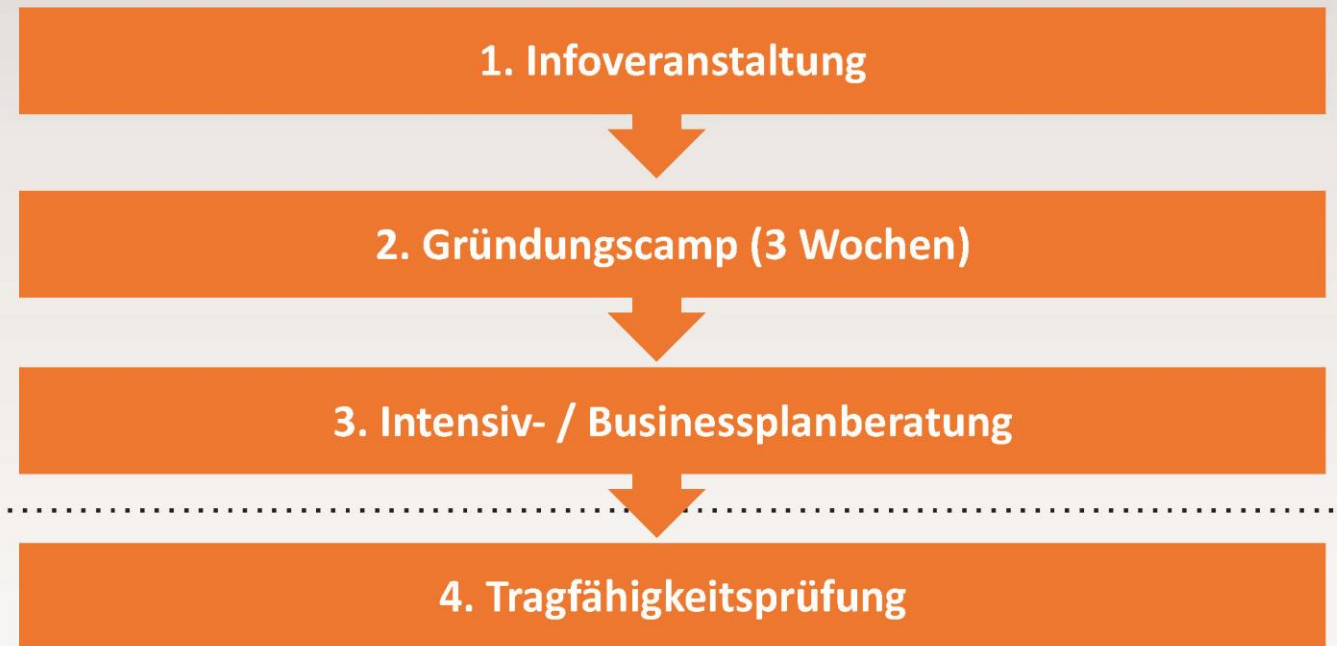 1. Infoveranstaltung
2. Gründungscamp (3 Wochen)
3. Intensiv- / Businessplanberatung
4. Tragfähigkeitsprüfung